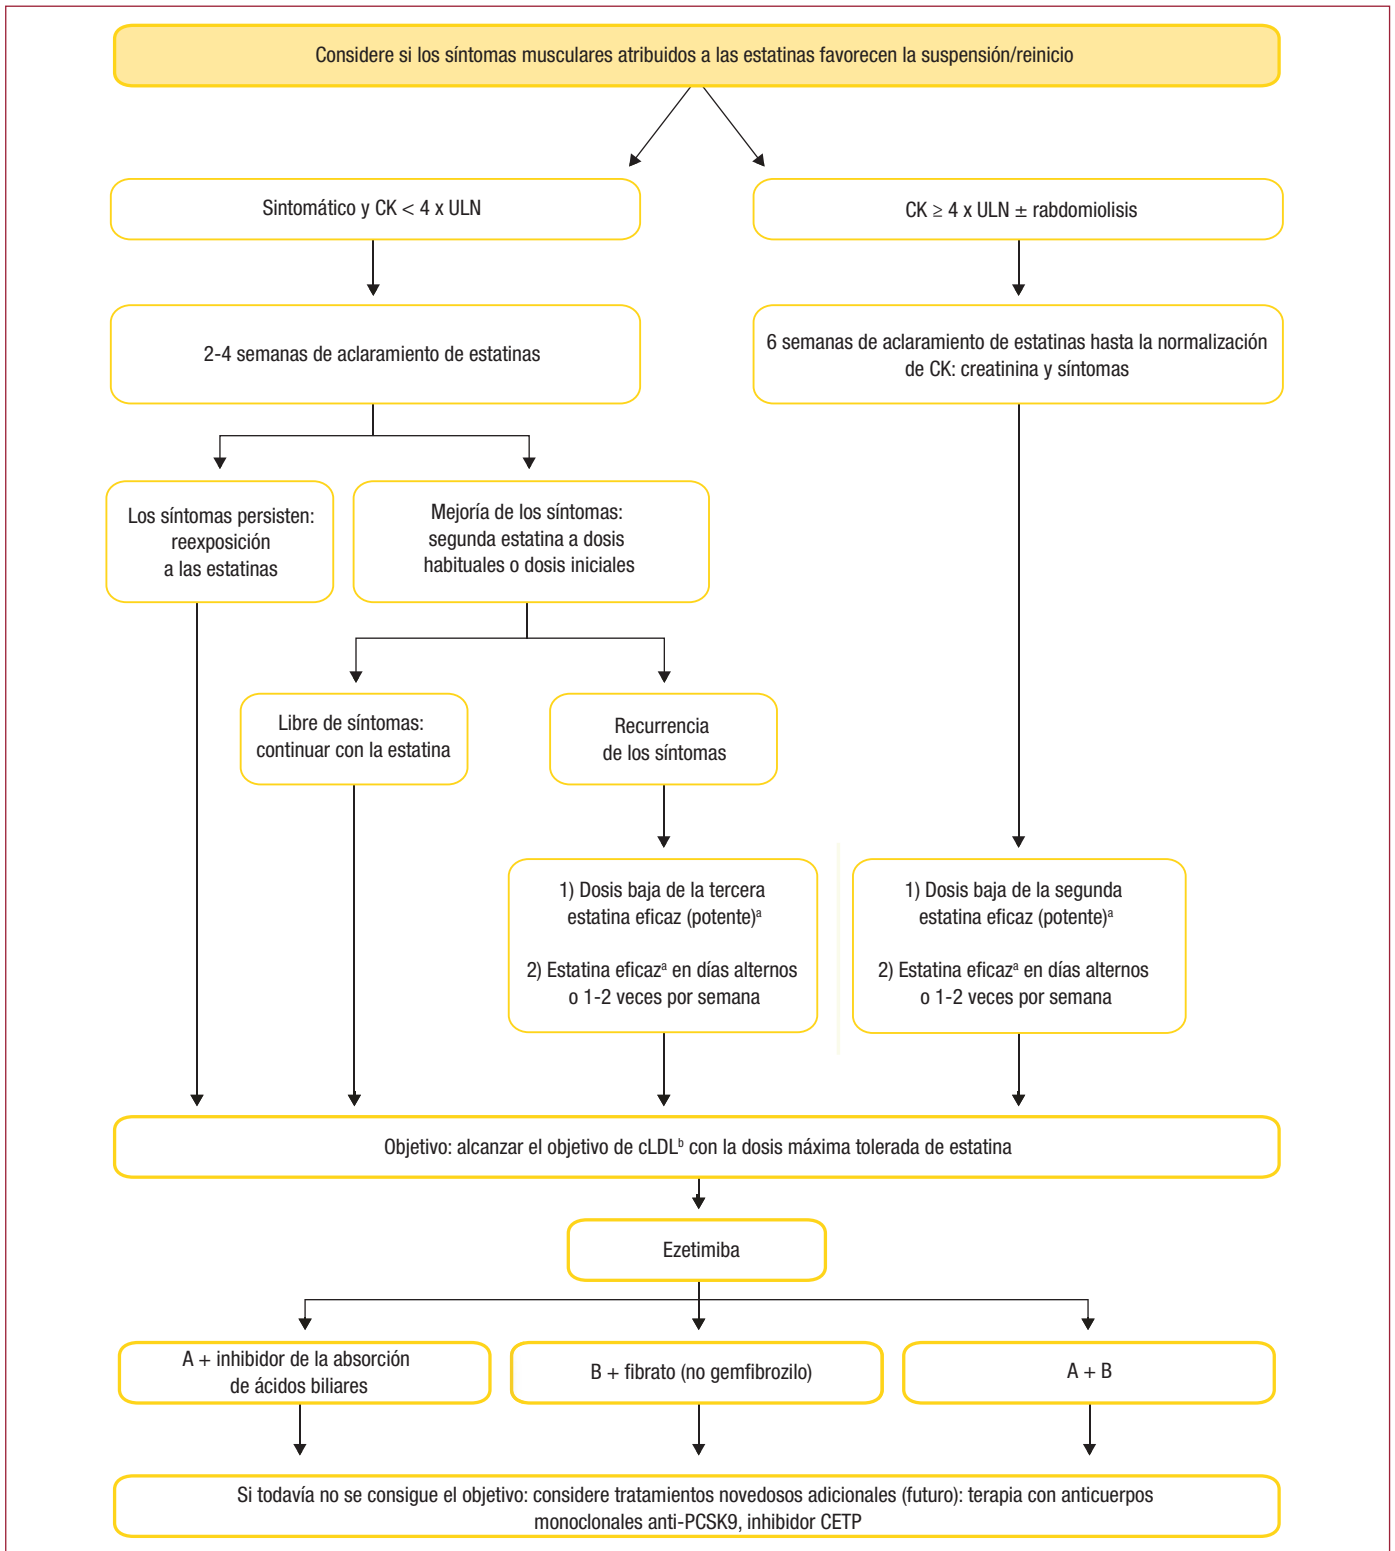 Considere si los síntomas musculares atribuidos a las estatinas favorecen la suspensión/reinicio
Sintomático y CK < 4 x ULN
CK ≥ 4 x ULN ± rabdomiolisis
2-4 semanas de aclaramiento de estatinas
6 semanas de aclaramiento de estatinas hasta la normalización
de CK: creatinina y síntomas
Los síntomas persisten:
reexposición
a las estatinas
Mejoría de los síntomas:
segunda estatina a dosis
habituales o dosis iniciales
Libre de síntomas:
continuar con la estatina
Recurrencia
de los síntomas
1) Dosis baja de la tercera
estatina eficaz (potente)ª
2) Estatina eficazª en días alternos
o 1-2 veces por semana
1) Dosis baja de la segunda
estatina eficaz (potente)ª
2) Estatina eficazª en días alternos
o 1-2 veces por semana
Objetivo: alcanzar el objetivo de cLDLᵇ con la dosis máxima tolerada de estatina
Ezetimiba
A + inhibidor de la absorción
de ácidos biliares
B + fibrato (no gemfibrozilo)
A + B
Si todavía no se consigue el objetivo: considere tratamientos novedosos adicionales (futuro): terapia con anticuerpos
monoclonales anti-PCSK9, inhibidor CETP